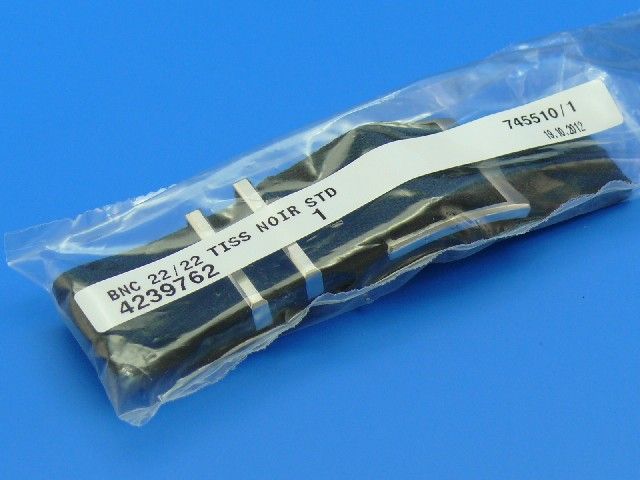 BNC 22/22 TISS NOIR STD
4239762
1
745510/1
19.10.2012